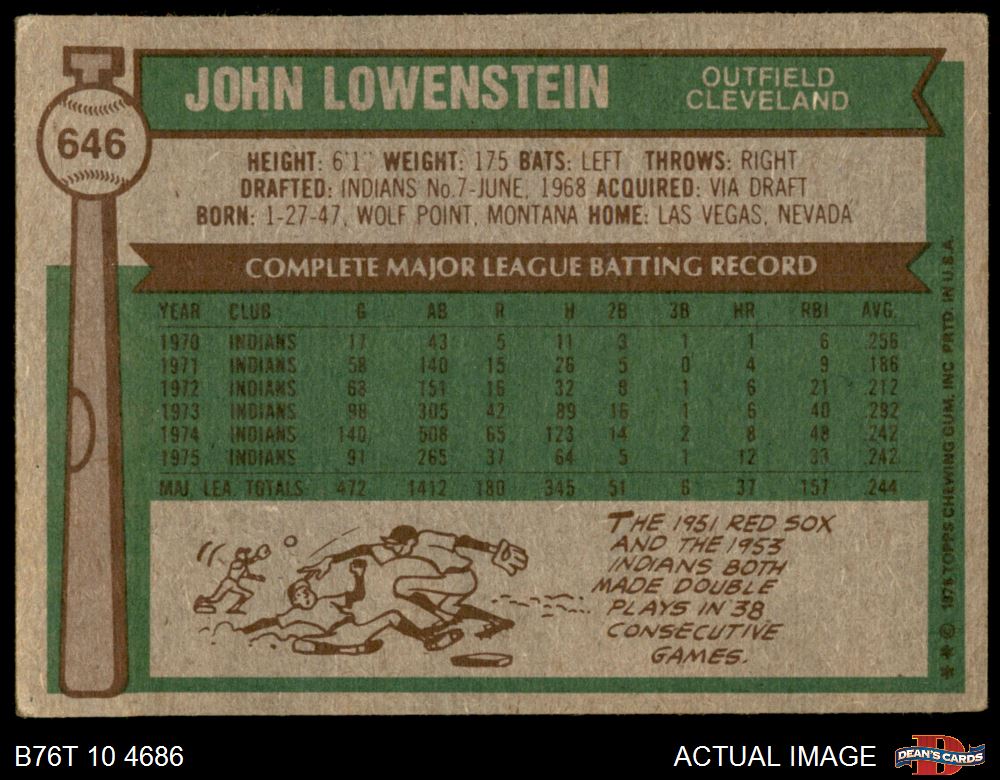 646
JOHN LOWENSTEIN
OUTFIELD
CLEVELAND
HEIGHT: 6'1" WEIGHT: 175 BATS: LEFT THROWS: RIGHT
DRAFTED: INDIANS No.7-JUNE, 1968 ACQUIRED: VIA DRAFT
BORN: 1-27-47, WOLF POINT, MONTANA HOME: LAS VEGAS, NEVADA
COMPLETE MAJOR LEAGUE BATTING RECORD
YEAR CLUB G AB R H 2B 3B HR RBI AVG.
1970 INDIANS 17 43 5 11 3 1 1 6 .256
1971 INDIANS 58 140 15 26 5 0 4 9 .186
1972 INDIANS 68 151 16 32 8 1 6 21 .212
1973 INDIANS 98 305 42 89 16 1 6 40 .292
1974 INDIANS 140 508 65 123 14 2 8 48 .242
1975 INDIANS 91 265 37 64 5 1 12 33 .242
MAJ. LEA. TOTALS 472 1412 180 345 51 6 37 157 .244
THE 1951 RED SOX
AND THE 1953
INDIANS BOTH
MADE DOUBLE
PLAYS IN 38
CONSECUTIVE
GAMES.
* * © 1976 TOPPS CHEWING GUM, INC PRTD. IN U.S.A.
B76T 10 4686
ACTUAL IMAGE
D
DEAN'S CARDS